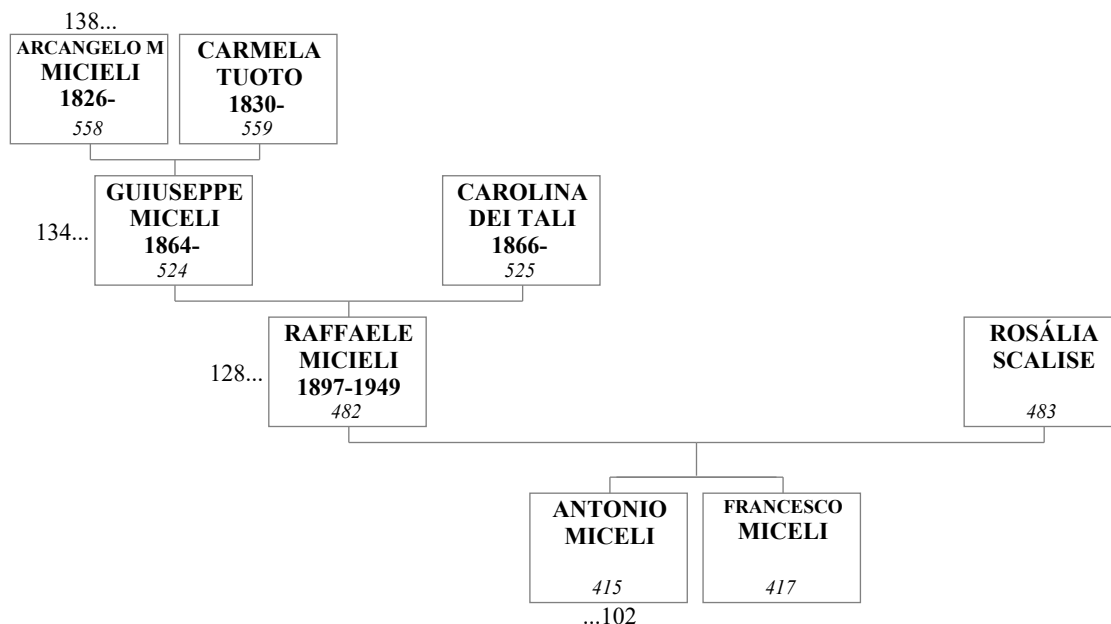 138...
ARCANGELO M
MICIELI
1826-
558
CARMELA
TUOTO
1830-
559
134...
GUIUSEPPE
MICELI
1864-
524
CAROLINA
DEI TALI
1866-
525
128...
RAFFAELE
MICIELI
1897-1949
482
ROSÁLIA
SCALISE
483
ANTONIO
MICELI
415
FRANCESCO
MICELI
417
...102